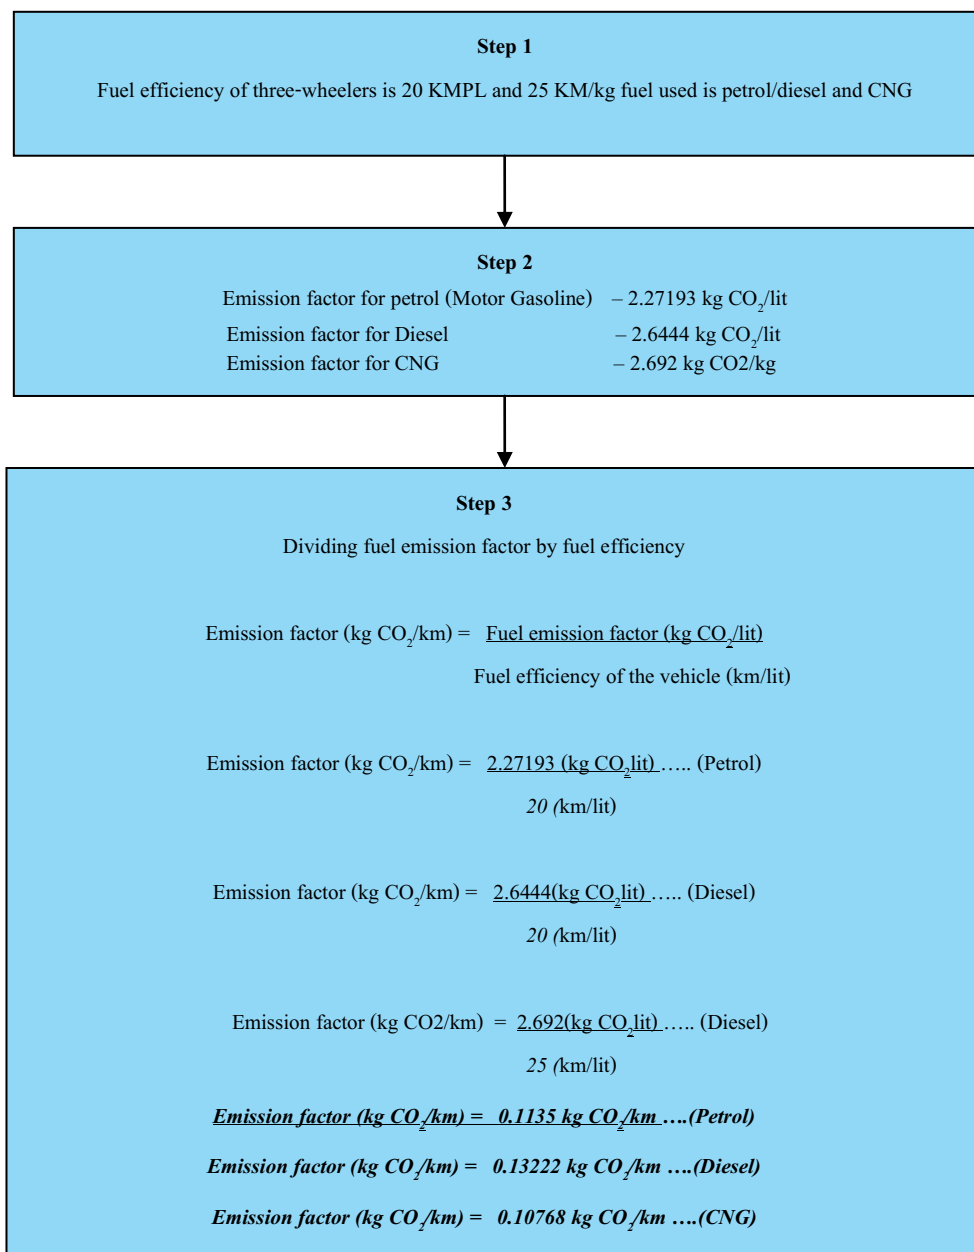 Step 1
Fuel efficiency of three-wheelers is 20 KMPL and 25 KM/kg fuel used is petrol/diesel and CNG
Step 2
Emission factor for petrol (Motor Gasoline) – 2.27193 kg CO₂/lit
Emission factor for Diesel – 2.6444 kg CO₂/lit
Emission factor for CNG – 2.692 kg CO2/kg
Step 3
Dividing fuel emission factor by fuel efficiency
Emission factor (kg CO₂/km) = Fuel emission factor (kg CO₂/lit)
Fuel efficiency of the vehicle (km/lit)
Emission factor (kg CO₂/km) = 2.27193 (kg CO₂lit) ….. (Petrol)
20 (km/lit)
Emission factor (kg CO₂/km) = 2.6444(kg CO₂lit) ….. (Diesel)
20 (km/lit)
Emission factor (kg CO2/km) = 2.692(kg CO₂lit) ….. (Diesel)
25 (km/lit)
Emission factor (kg CO₂/km) = 0.1135 kg CO₂/km ….(Petrol)
Emission factor (kg CO₂/km) = 0.13222 kg CO₂/km ….(Diesel)
Emission factor (kg CO₂/km) = 0.10768 kg CO₂/km ….(CNG)